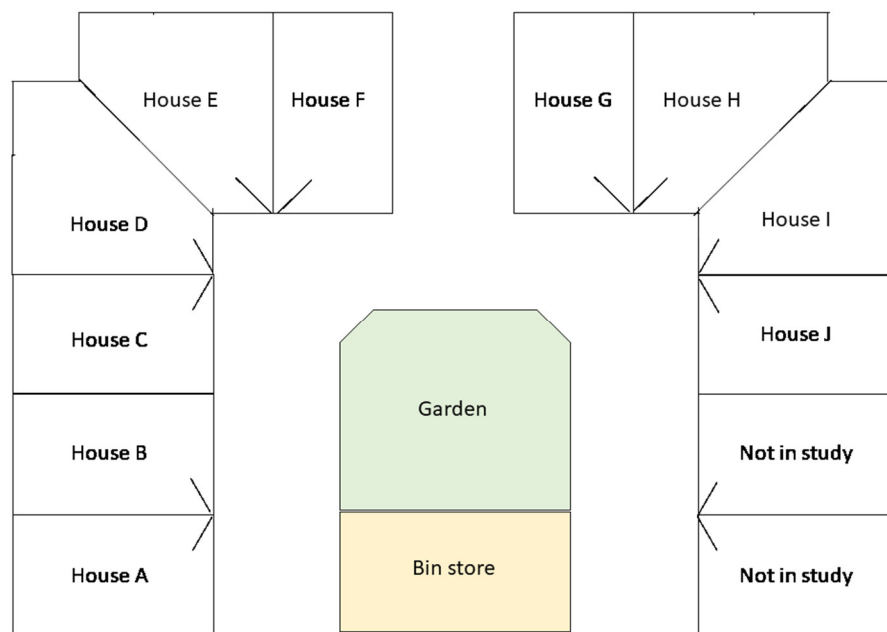 House E
House F
House G
House H
House D
House I
House C
House J
Garden
House B
Not in study
Bin store
House A
Not in study